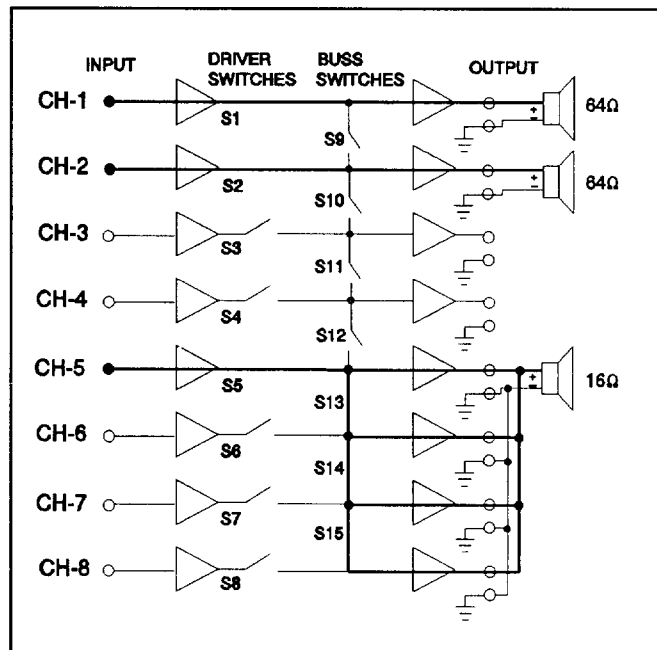 INPUT DRIVER SWITCHES BUSS SWITCHES OUTPUT
CH-1 S1 + − 64Ω
S9
CH-2 S2 + − 64Ω
S10
CH-3 S3
S11
CH-4 S4
S12
CH-5 S5 + − 16Ω
S13
CH-6 S6
S14
CH-7 S7
S15
CH-8 S8